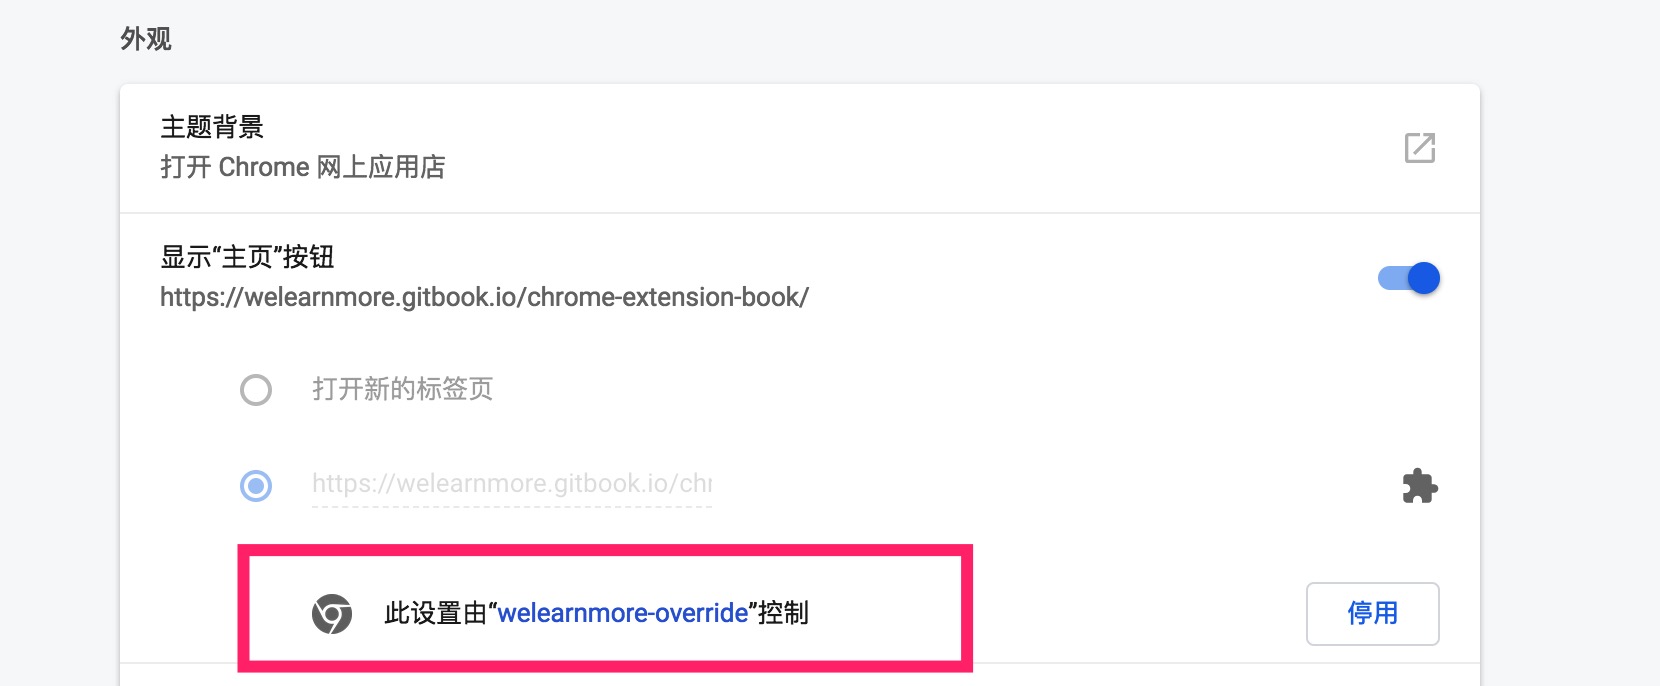 外观
主题背景
打开 Chrome 网上应用店
显示“主页”按钮
https://welearnmore.gitbook.io/chrome-extension-book/
打开新的标签页
https://welearnmore.gitbook.io/chr
此设置由“welearnmore-override”控制
停用